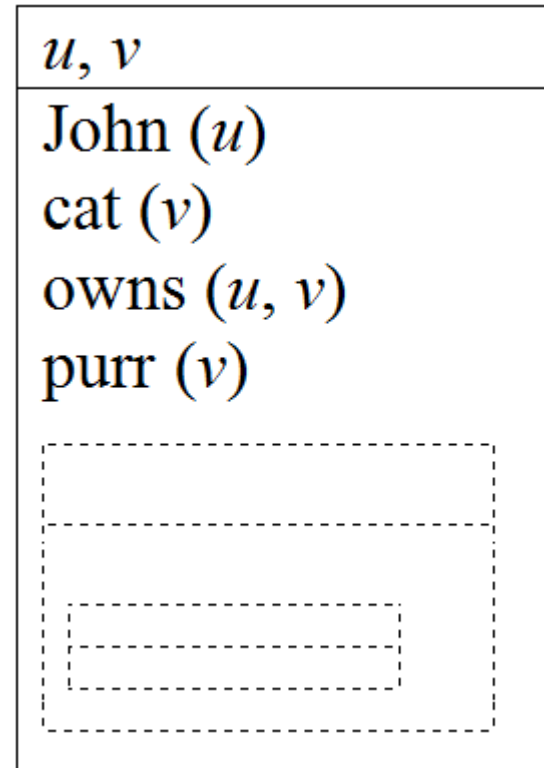 u, v
John (u)
cat (v)
owns (u, v)
purr (v)